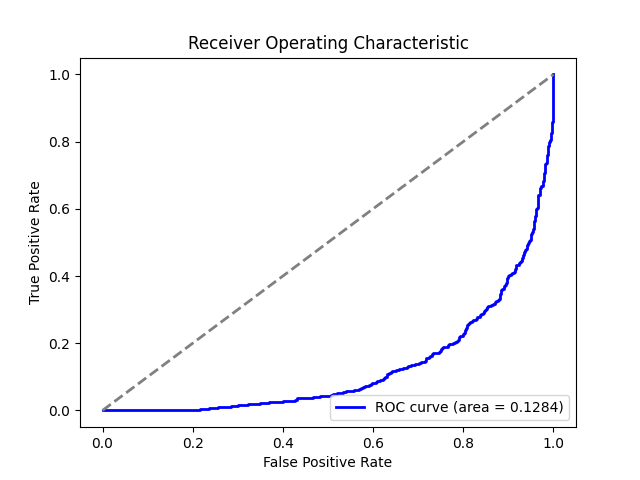 Receiver Operating Characteristic
1.0
0.8
0.6
0.4
0.2
0.0
True Positive Rate
ROC curve (area = 0.1284)
0.0 0.2 0.4 0.6 0.8 1.0
False Positive Rate